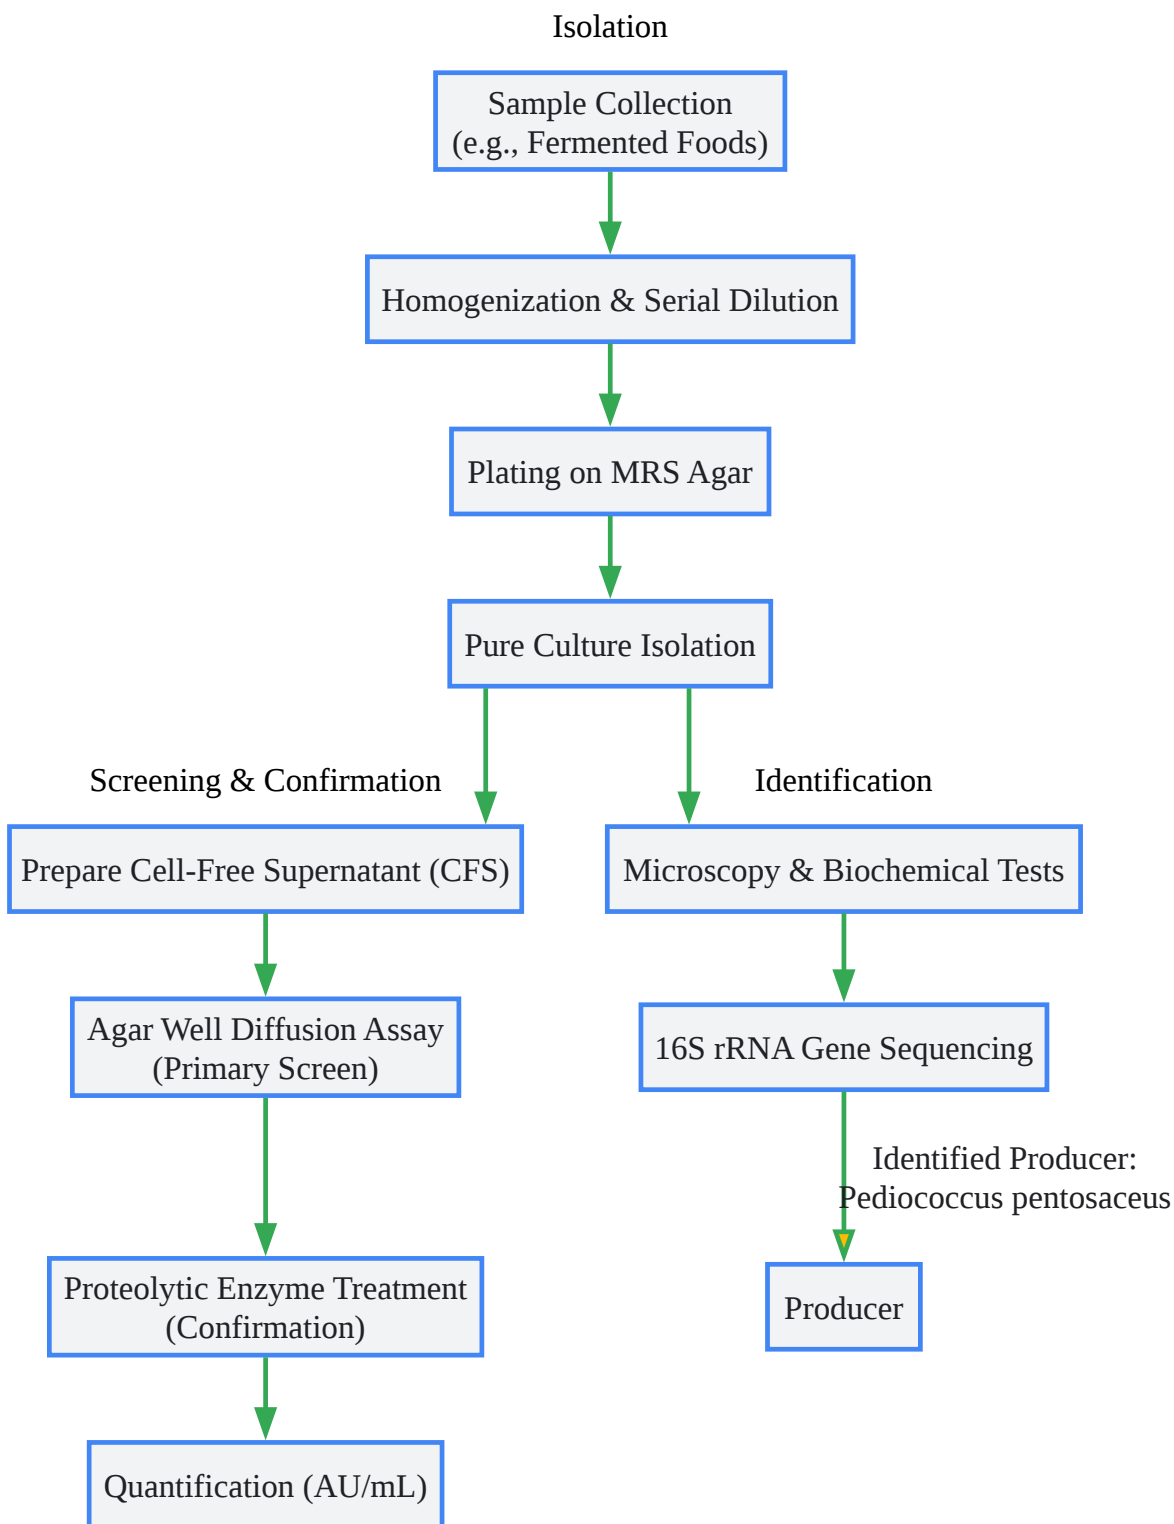 Isolation
Sample Collection
(e.g., Fermented Foods)
Homogenization & Serial Dilution
Plating on MRS Agar
Pure Culture Isolation
Screening & Confirmation
Identification
Prepare Cell-Free Supernatant (CFS)
Microscopy & Biochemical Tests
Agar Well Diffusion Assay
(Primary Screen)
16S rRNA Gene Sequencing
Identified Producer:
Pediococcus pentosaceus
Proteolytic Enzyme Treatment
(Confirmation)
Producer
Quantification (AU/mL)